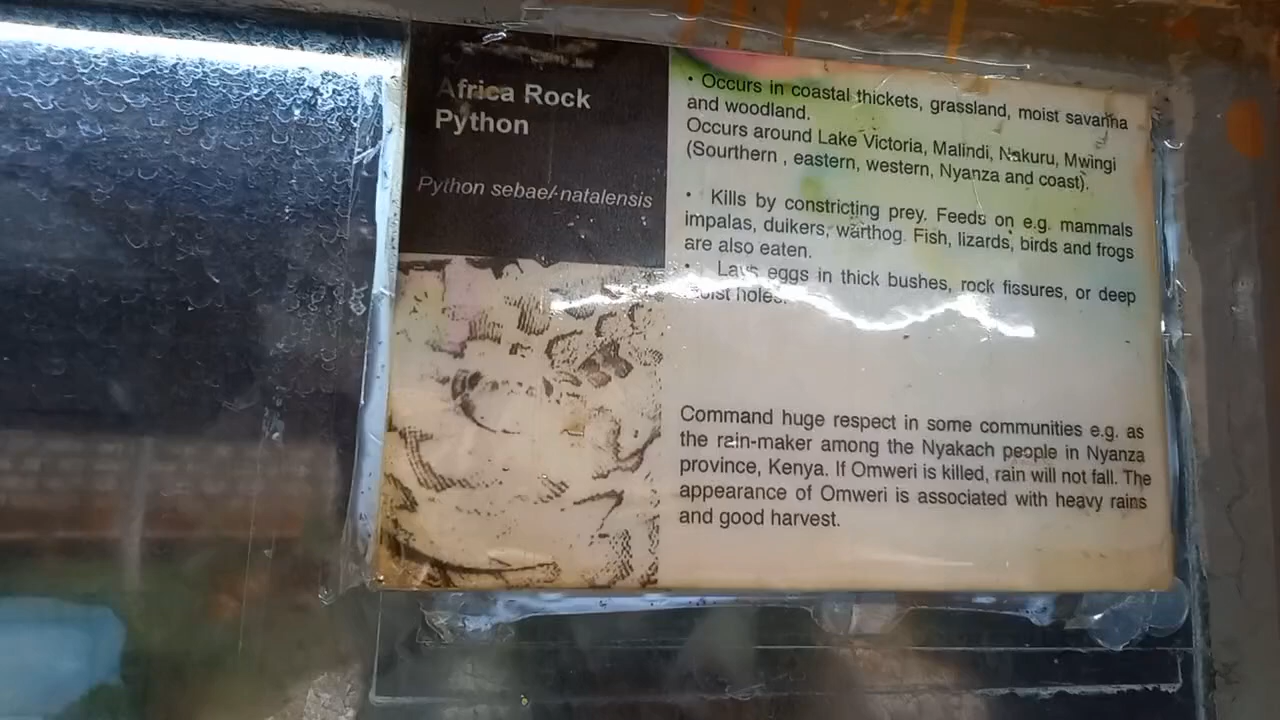 Africa Rock
Python
Python sebae/-natalensis
• Occurs in coastal thickets, grassland, moist savanna
and woodland.
Occurs around Lake Victoria, Malindi, Nakuru, Mwingi
(Sourthern , eastern, western, Nyanza and coast).
• Kills by constricting prey. Feeds on e.g. mammals
impalas, duikers, warthog. Fish, lizards, birds and frogs
are also eaten.
• Lays eggs in thick bushes, rock fissures, or deep
moist holes.
Command huge respect in some communities e.g. as
the rain-maker among the Nyakach people in Nyanza
province, Kenya. If Omweri is killed, rain will not fall. The
appearance of Omweri is associated with heavy rains
and good harvest.